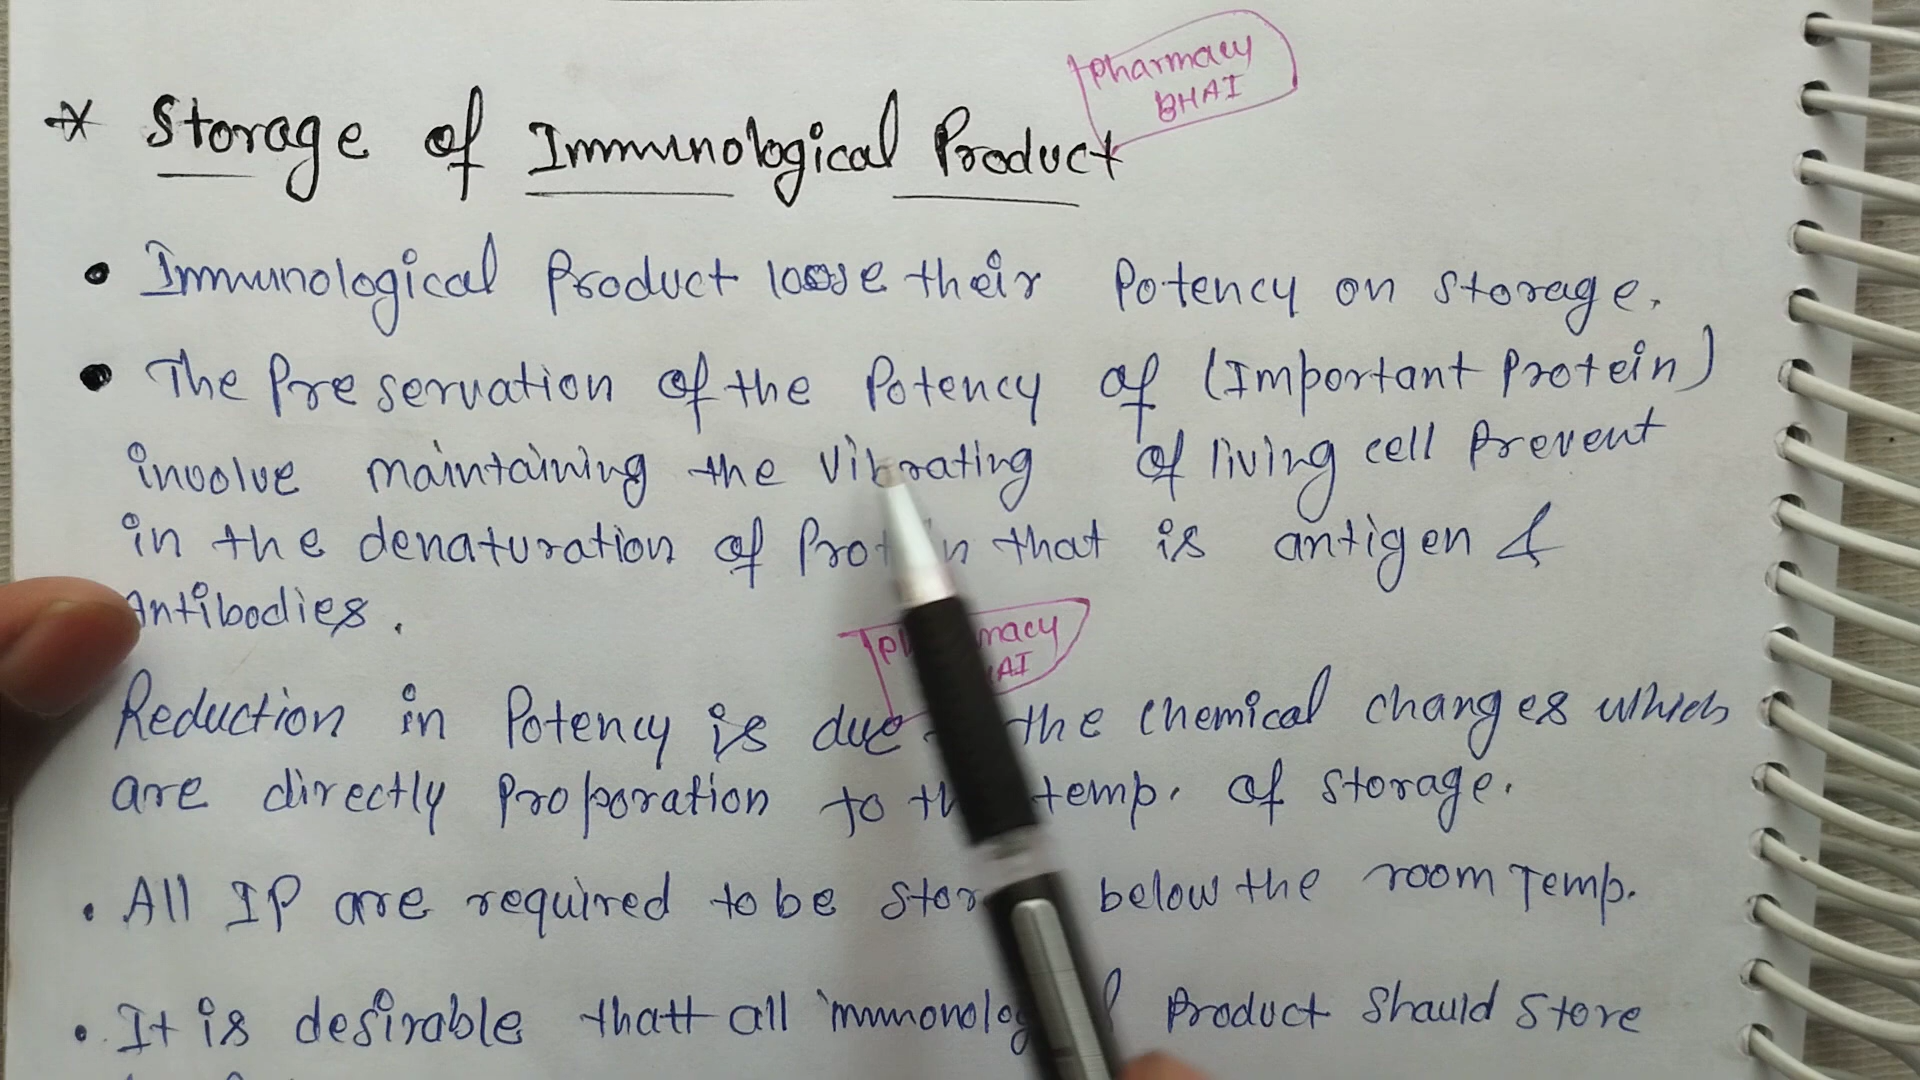 Pharmacy
BHAI
* Storage of Immunological Product
• Immunological Product loose their Potency on storage.
• The Preservation of the Potency of (Important Protein)
involve maintaining the Vibrating of living cell Prevent
in the denaturation of that is antigen &
Antibodies.
Reduction in Potency is due the chemical changes which
are directly Proporation to temp. of storage.
• All IP are required to be below the room Temp.
• It is desirable thatt all Product Should Store